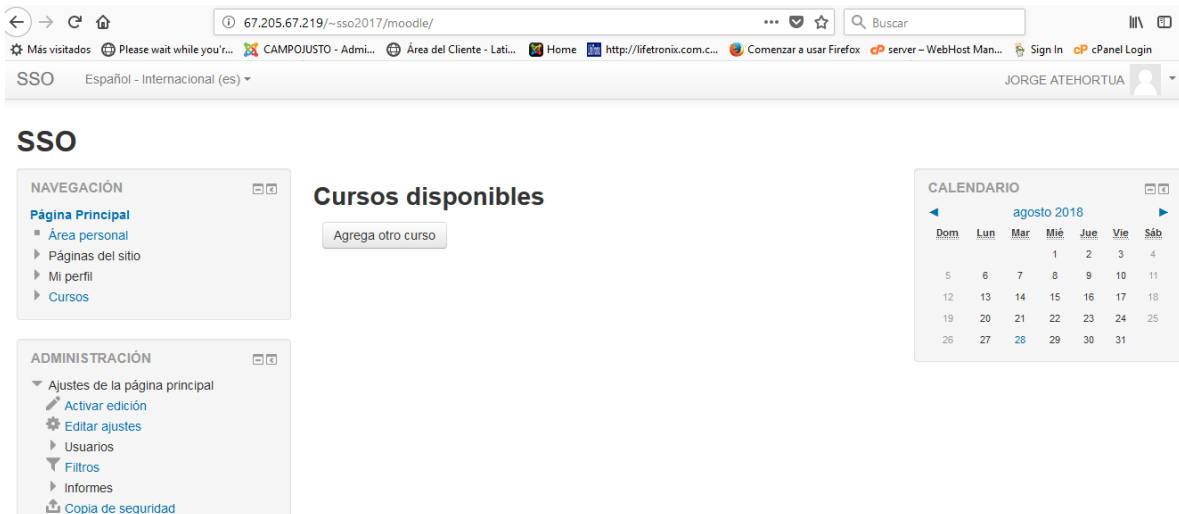 67.205.67.219/~sso2017/moodle/
Buscar
Más visitados Please wait while you'r... CAMPOJUSTO - Admi... Área del Cliente - Lati... Home http://lifetronix.com.c... Comenzar a usar Firefox cP server – WebHost Man... Sign In cP cPanel Login
SSO Español - Internacional (es) JORGE ATEHORTUA
SSO
NAVEGACIÓN
Página Principal
Área personal
Páginas del sitio
Mi perfil
Cursos
ADMINISTRACIÓN
Ajustes de la página principal
Activar edición
Editar ajustes
Usuarios
Filtros
Informes
Copia de seguridad
Cursos disponibles
Agrega otro curso
CALENDARIO
agosto 2018
Dom Lun Mar Mié Jue Vie Sáb
1 2 3 4
5 6 7 8 9 10 11
12 13 14 15 16 17 18
19 20 21 22 23 24 25
26 27 28 29 30 31